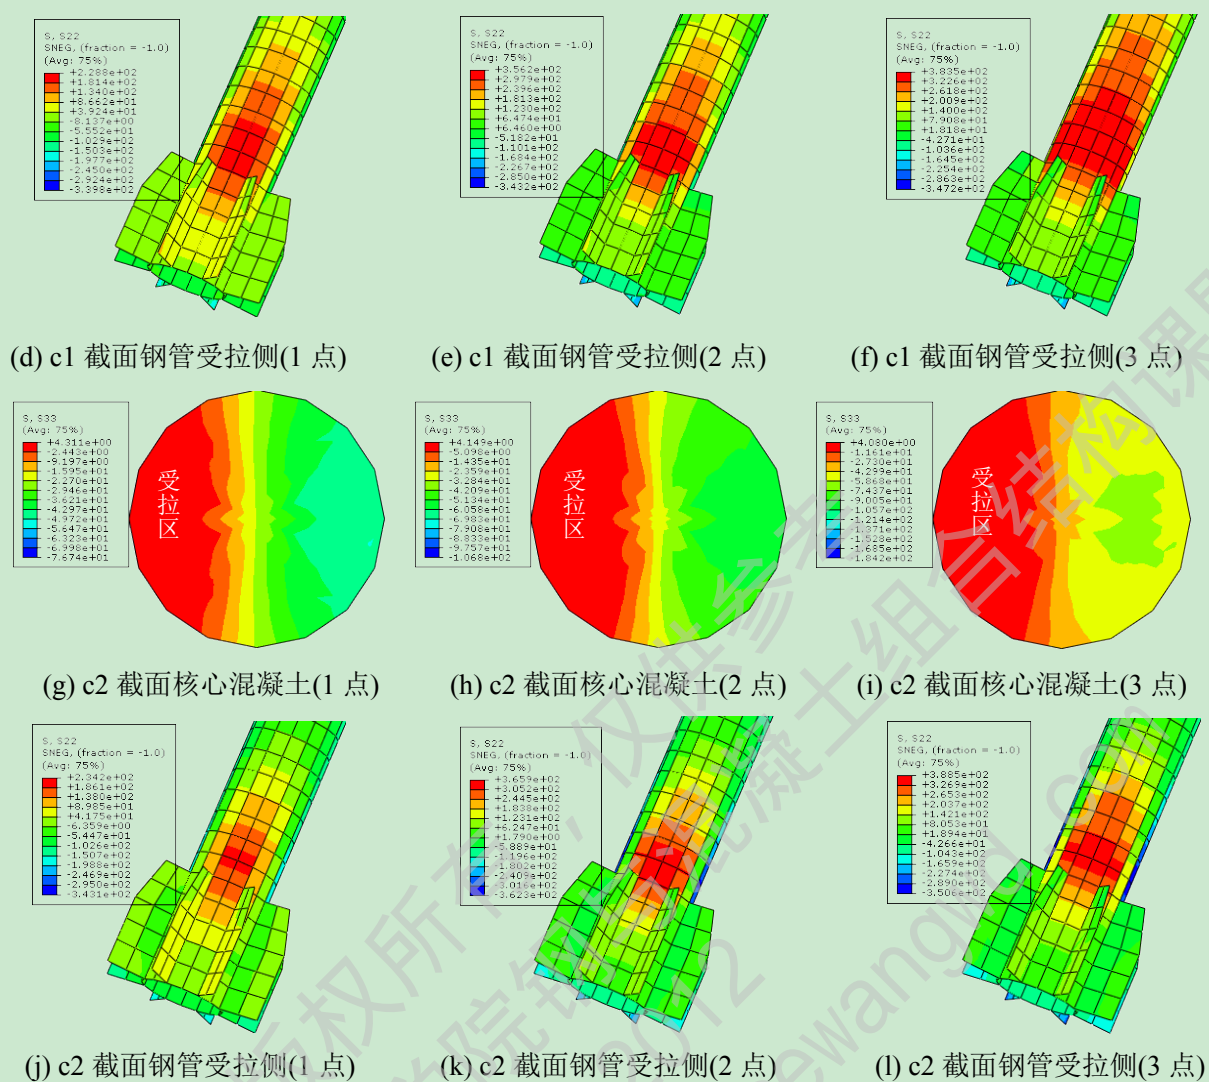 S, S22
SNEG, (fraction = -1.0)
(Avg: 75%)
+2.288e+02
+1.814e+02
+1.340e+02
+8.662e+01
+3.924e+01
-8.137e+00
-5.552e+01
-1.029e+02
-1.503e+02
-1.977e+02
-2.450e+02
-2.924e+02
-3.398e+02
S, S22
SNEG, (fraction = -1.0)
(Avg: 75%)
+3.562e+02
+2.979e+02
+2.396e+02
+1.813e+02
+1.230e+02
+6.474e+01
+6.460e+00
-5.182e+01
-1.101e+02
-1.684e+02
-2.267e+02
-2.850e+02
-3.432e+02
S, S22
SNEG, (fraction = -1.0)
(Avg: 75%)
+3.835e+02
+3.226e+02
+2.618e+02
+2.009e+02
+1.400e+02
+7.908e+01
+1.818e+01
-4.271e+01
-1.036e+02
-1.645e+02
-2.254e+02
-2.863e+02
-3.472e+02
(d) c1 截面钢管受拉侧(1 点)
(e) c1 截面钢管受拉侧(2 点)
(f) c1 截面钢管受拉侧(3 点)
S, S33
(Avg: 75%)
+4.311e+00
-2.443e+00
-9.197e+00
-1.595e+01
-2.270e+01
-2.946e+01
-3.621e+01
-4.297e+01
-4.972e+01
-5.647e+01
-6.323e+01
-6.998e+01
-7.674e+01
受拉区
S, S33
(Avg: 75%)
+4.149e+00
-5.098e+00
-1.435e+01
-2.359e+01
-3.284e+01
-4.209e+01
-5.134e+01
-6.058e+01
-6.983e+01
-7.908e+01
-8.833e+01
-9.757e+01
-1.068e+02
受拉区
S, S33
(Avg: 75%)
+4.080e+00
-1.161e+01
-2.730e+01
-4.299e+01
-5.868e+01
-7.437e+01
-9.005e+01
-1.057e+02
-1.214e+02
-1.371e+02
-1.528e+02
-1.685e+02
-1.842e+02
受拉区
(g) c2 截面核心混凝土(1 点)
(h) c2 截面核心混凝土(2 点)
(i) c2 截面核心混凝土(3 点)
S, S22
SNEG, (fraction = -1.0)
(Avg: 75%)
+2.342e+02
+1.861e+02
+1.380e+02
+8.985e+01
+4.175e+01
-6.359e+00
-5.447e+01
-1.026e+02
-1.507e+02
-1.988e+02
-2.469e+02
-2.950e+02
-3.431e+02
S, S22
SNEG, (fraction = -1.0)
(Avg: 75%)
+3.659e+02
+3.052e+02
+2.445e+02
+1.838e+02
+1.231e+02
+6.247e+01
+1.790e+00
-5.889e+01
-1.196e+02
-1.802e+02
-2.409e+02
-3.016e+02
-3.623e+02
S, S22
SNEG, (fraction = -1.0)
(Avg: 75%)
+3.885e+02
+3.269e+02
+2.653e+02
+2.037e+02
+1.421e+02
+8.053e+01
+1.894e+01
-4.266e+01
-1.043e+02
-1.659e+02
-2.274e+02
-2.890e+02
-3.506e+02
(j) c2 截面钢管受拉侧(1 点)
(k) c2 截面钢管受拉侧(2 点)
(l) c2 截面钢管受拉侧(3 点)